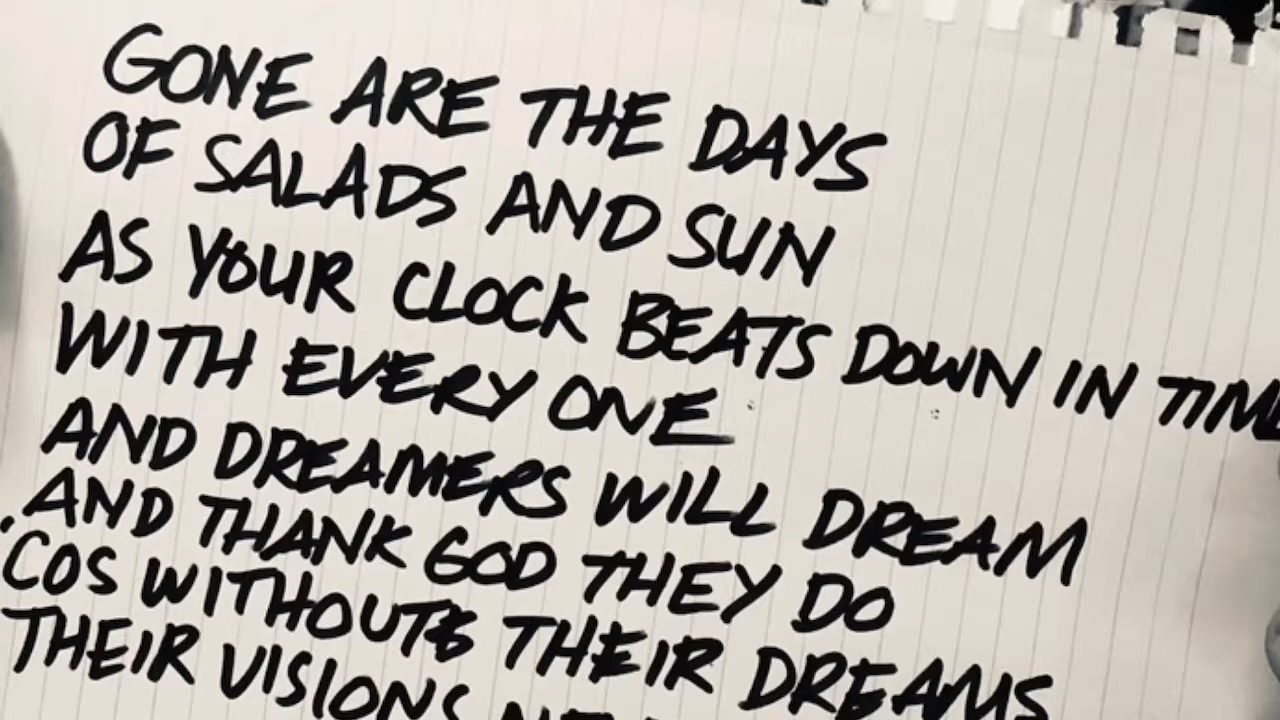 GONE ARE THE DAYS
OF SALADS AND SUN
AS YOUR CLOCK BEATS DOWN IN TIME
WITH EVERY ONE
AND DREAMERS WILL DREAM
AND THANK GOD THEY DO
'COS WITHOUT THEIR DREAMS
THEIR VISIONS